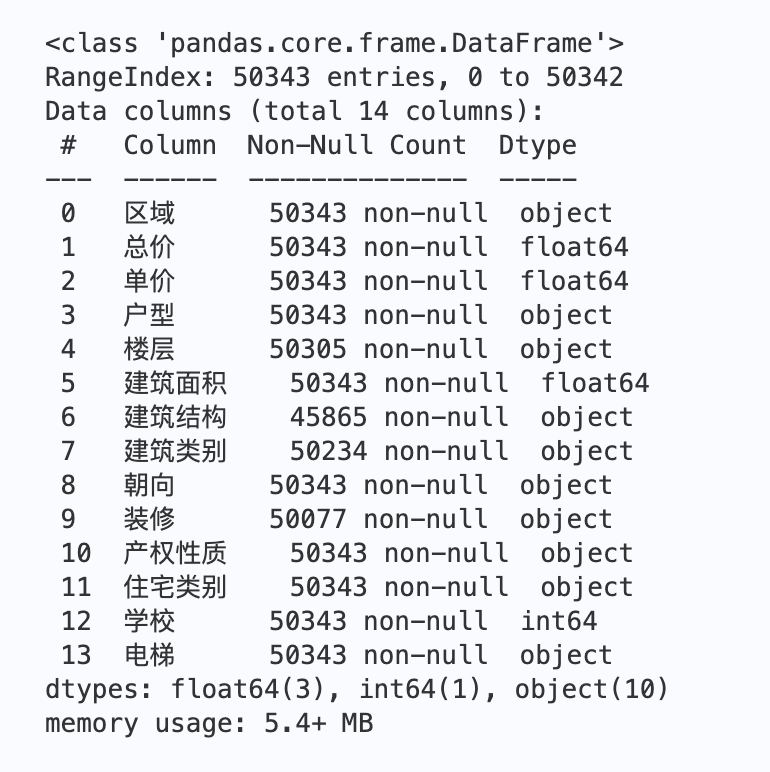 <class 'pandas.core.frame.DataFrame'>
RangeIndex: 50343 entries, 0 to 50342
Data columns (total 14 columns):
 #   Column  Non-Null Count  Dtype
---  ------  --------------  -----
 0   区域      50343 non-null  object
 1   总价      50343 non-null  float64
 2   单价      50343 non-null  float64
 3   户型      50343 non-null  object
 4   楼层      50305 non-null  object
 5   建筑面积    50343 non-null  float64
 6   建筑结构    45865 non-null  object
 7   建筑类别    50234 non-null  object
 8   朝向      50343 non-null  object
 9   装修      50077 non-null  object
 10  产权性质    50343 non-null  object
 11  住宅类别    50343 non-null  object
 12  学校      50343 non-null  int64
 13  电梯      50343 non-null  object
dtypes: float64(3), int64(1), object(10)
memory usage: 5.4+ MB